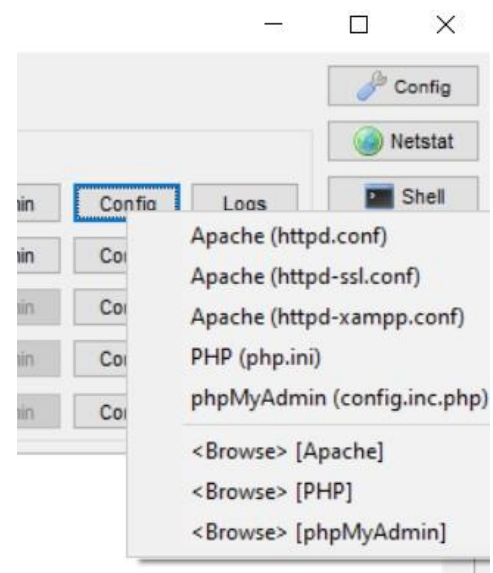 Config
Netstat
Shell
Config Logs
Apache (httpd.conf)
Apache (httpd-ssl.conf)
Apache (httpd-xampp.conf)
PHP (php.ini)
phpMyAdmin (config.inc.php)
<Browse> [Apache]
<Browse> [PHP]
<Browse> [phpMyAdmin]